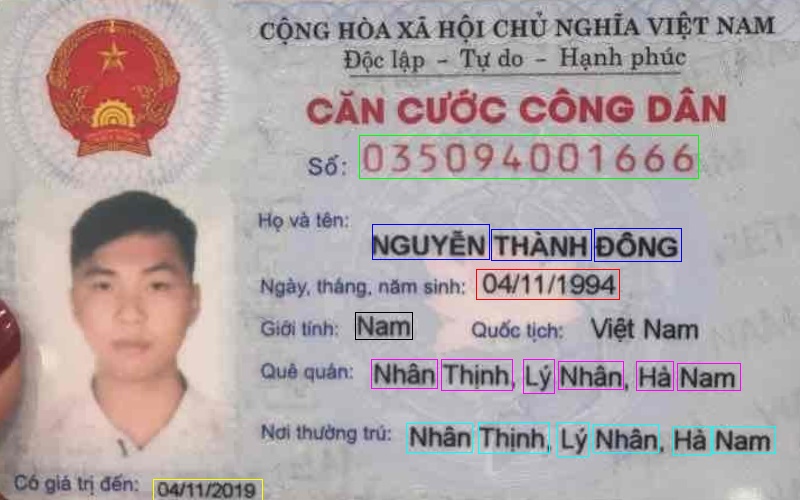 CỘNG HÒA XÃ HỘI CHỦ NGHĨA VIỆT NAM
Độc lập - Tự do - Hạnh phúc
CĂN CƯỚC CÔNG DÂN
Số: 035094001666
Họ và tên:
NGUYỄN THÀNH ĐÔNG
Ngày, tháng, năm sinh: 04/11/1994
Giới tính: Nam Quốc tịch: Việt Nam
Quê quán: Nhân Thịnh, Lý Nhân, Hà Nam
Nơi thường trú: Nhân Thịnh, Lý Nhân, Hà Nam
Có giá trị đến: 04/11/2019